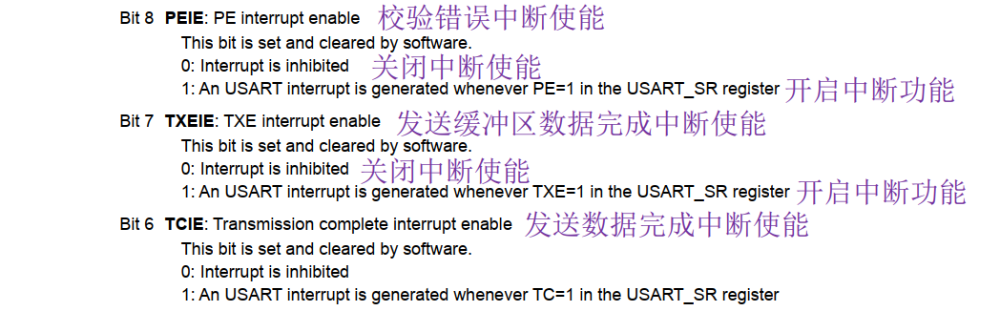 Bit 8 PEIE: PE interrupt enable 校验错误中断使能
This bit is set and cleared by software.
0: Interrupt is inhibited 关闭中断使能
1: An USART interrupt is generated whenever PE=1 in the USART_SR register 开启中断功能
Bit 7 TXEIE: TXE interrupt enable 发送缓冲区数据完成中断使能
This bit is set and cleared by software.
0: Interrupt is inhibited 关闭中断使能
1: An USART interrupt is generated whenever TXE=1 in the USART_SR register 开启中断功能
Bit 6 TCIE: Transmission complete interrupt enable 发送数据完成中断使能
This bit is set and cleared by software.
0: Interrupt is inhibited
1: An USART interrupt is generated whenever TC=1 in the USART_SR register